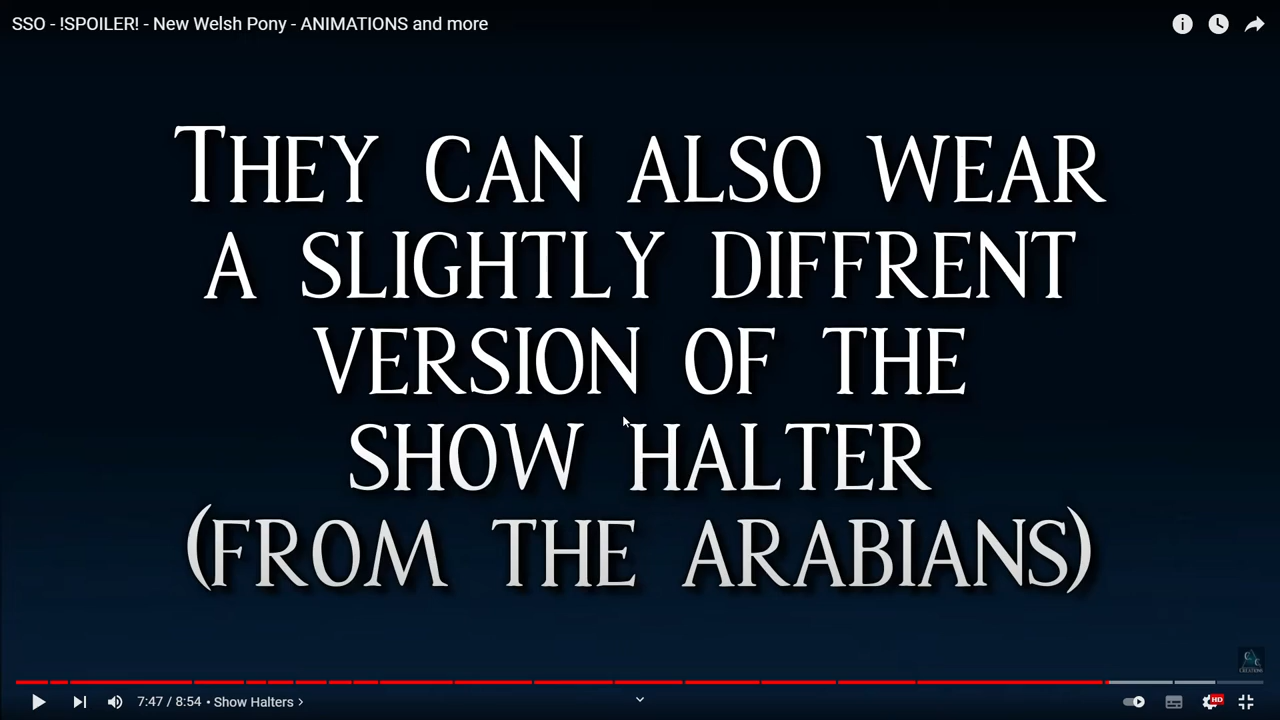 SSO - !SPOILER! - New Welsh Pony - ANIMATIONS and more
THEY CAN ALSO WEAR
A SLIGHTLY DIFFRENT
VERSION OF THE
SHOW HALTER
(FROM THE ARABIANS)
7:47 / 8:54 • Show Halters >
HD